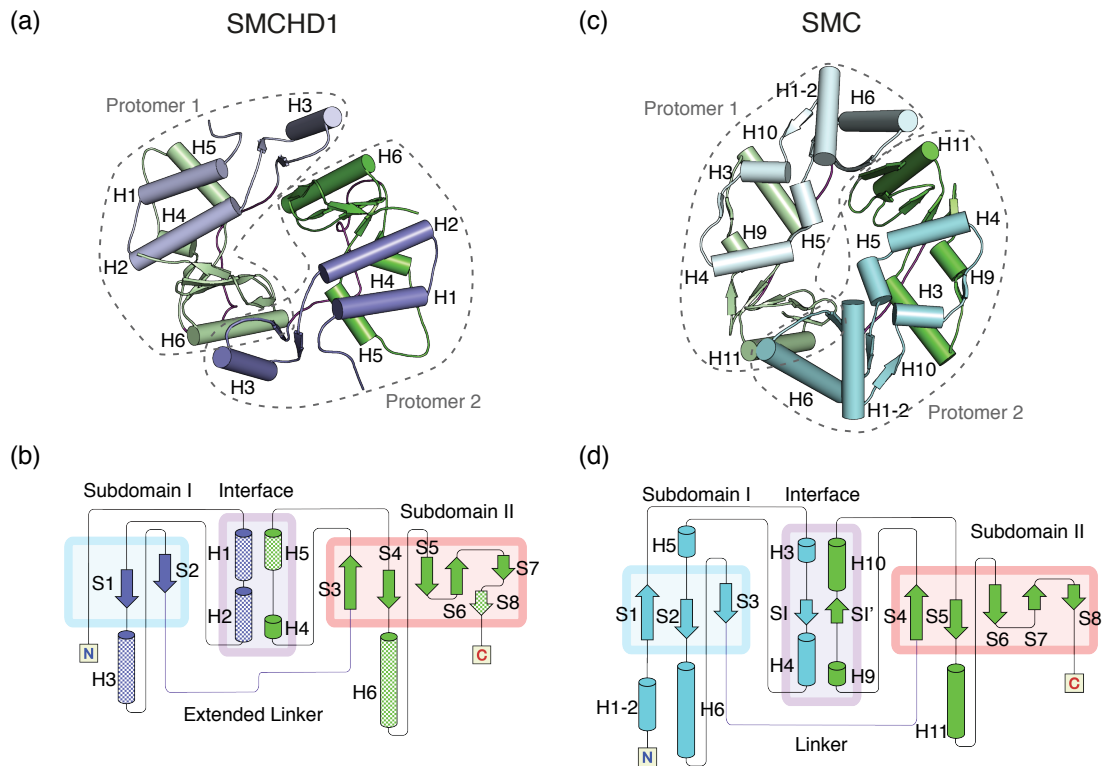 (a)
SMCHD1
Protomer 1
H3
H5
H6
H1
H4
H2
H2
H4
H1
H6
H5
H3
Protomer 2
(c)
SMC
H1-2
H6
Protomer 1
H10
H11
H3
H4
H9
H5
H5
H9
H4
H3
H11
H10
H6
H1-2
Protomer 2
(b)
Subdomain I
Interface
Subdomain II
H1
H5
S4
S5
S1
S2
S3
S7
S6
S8
H2
H4
N
C
H3
H6
Extended Linker
(d)
Subdomain I
Interface
Subdomain II
H5
H3
H10
S1
S2
S3
SI
SI'
S4
S5
S6
S7
S8
H4
H9
C
H1-2
H6
H11
N
Linker